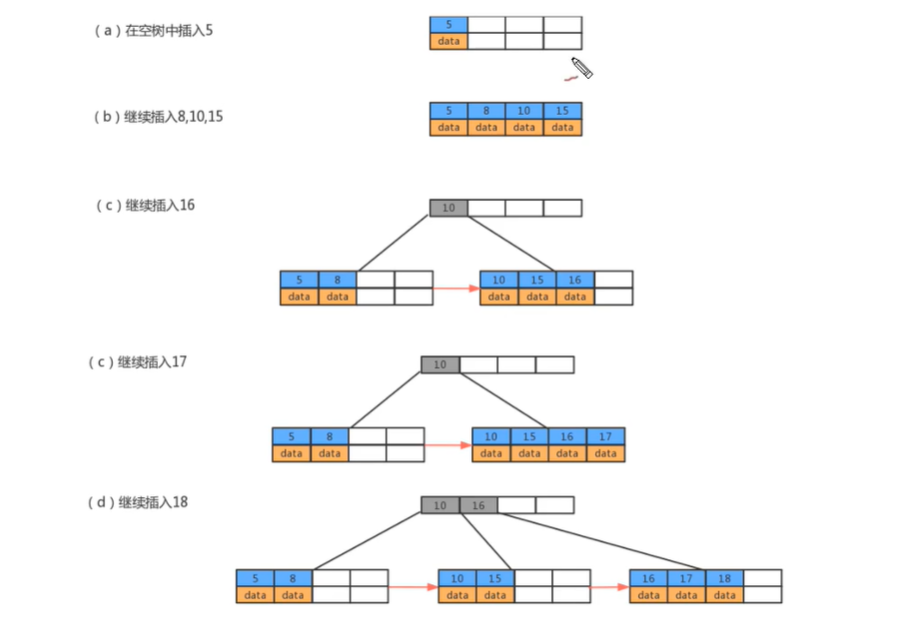 （a）在空树中插入5
5
data
（b）继续插入8,10,15
5 8 10 15
data data data data
（c）继续插入16
10
5 8 10 15 16
data data data data data
（c）继续插入17
10
5 8 10 15 16 17
data data data data data data
（d）继续插入18
10 16
5 8 10 15 16 17 18
data data data data data data data